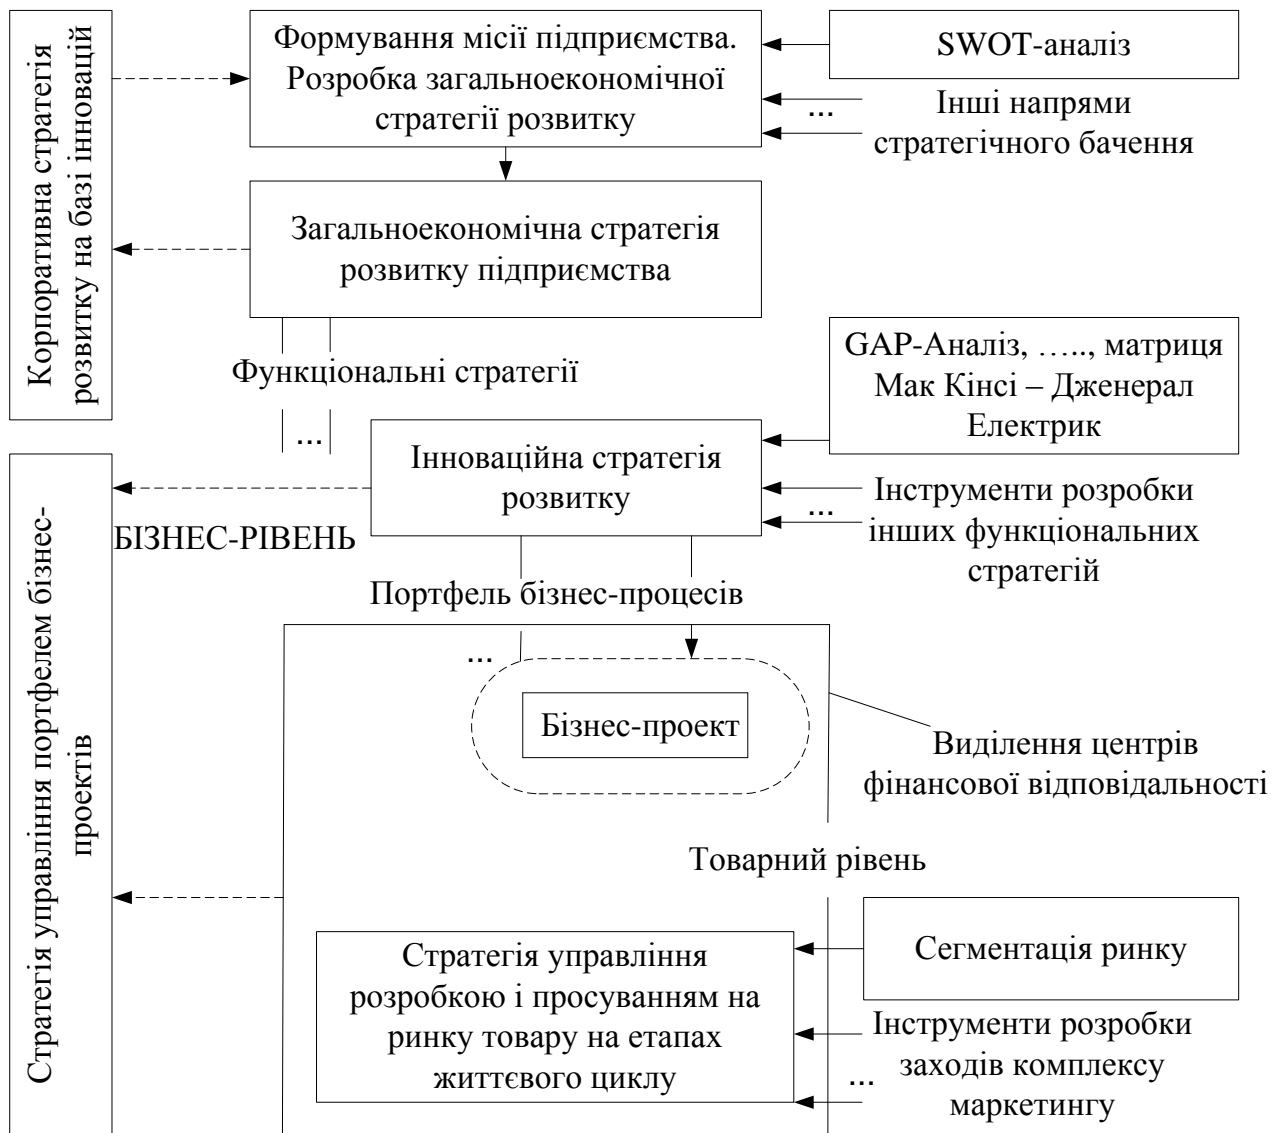 Корпоративна стратегія
розвитку на базі інновацій
Формування місії підприємства.
Розробка загальноекономічної
стратегії розвитку
SWOT-аналіз
...
Інші напрями
стратегічного бачення
Загальноекономічна стратегія
розвитку підприємства
Функціональні стратегії
...
GAP-Аналіз, ….., матриця
Мак Кінсі – Дженерал
Електрик
Інноваційна стратегія
розвитку
...
Інструменти розробки
інших функціональних
стратегій
БІЗНЕС-РІВЕНЬ
Стратегія управління портфелем бізнес-
проектів
Портфель бізнес-процесів
...
Бізнес-проект
Виділення центрів
фінансової відповідальності
Товарний рівень
Стратегія управління
розробкою і просуванням на
ринку товару на етапах
життєвого циклу
Сегментація ринку
Інструменти розробки
заходів комплексу
маркетингу
...